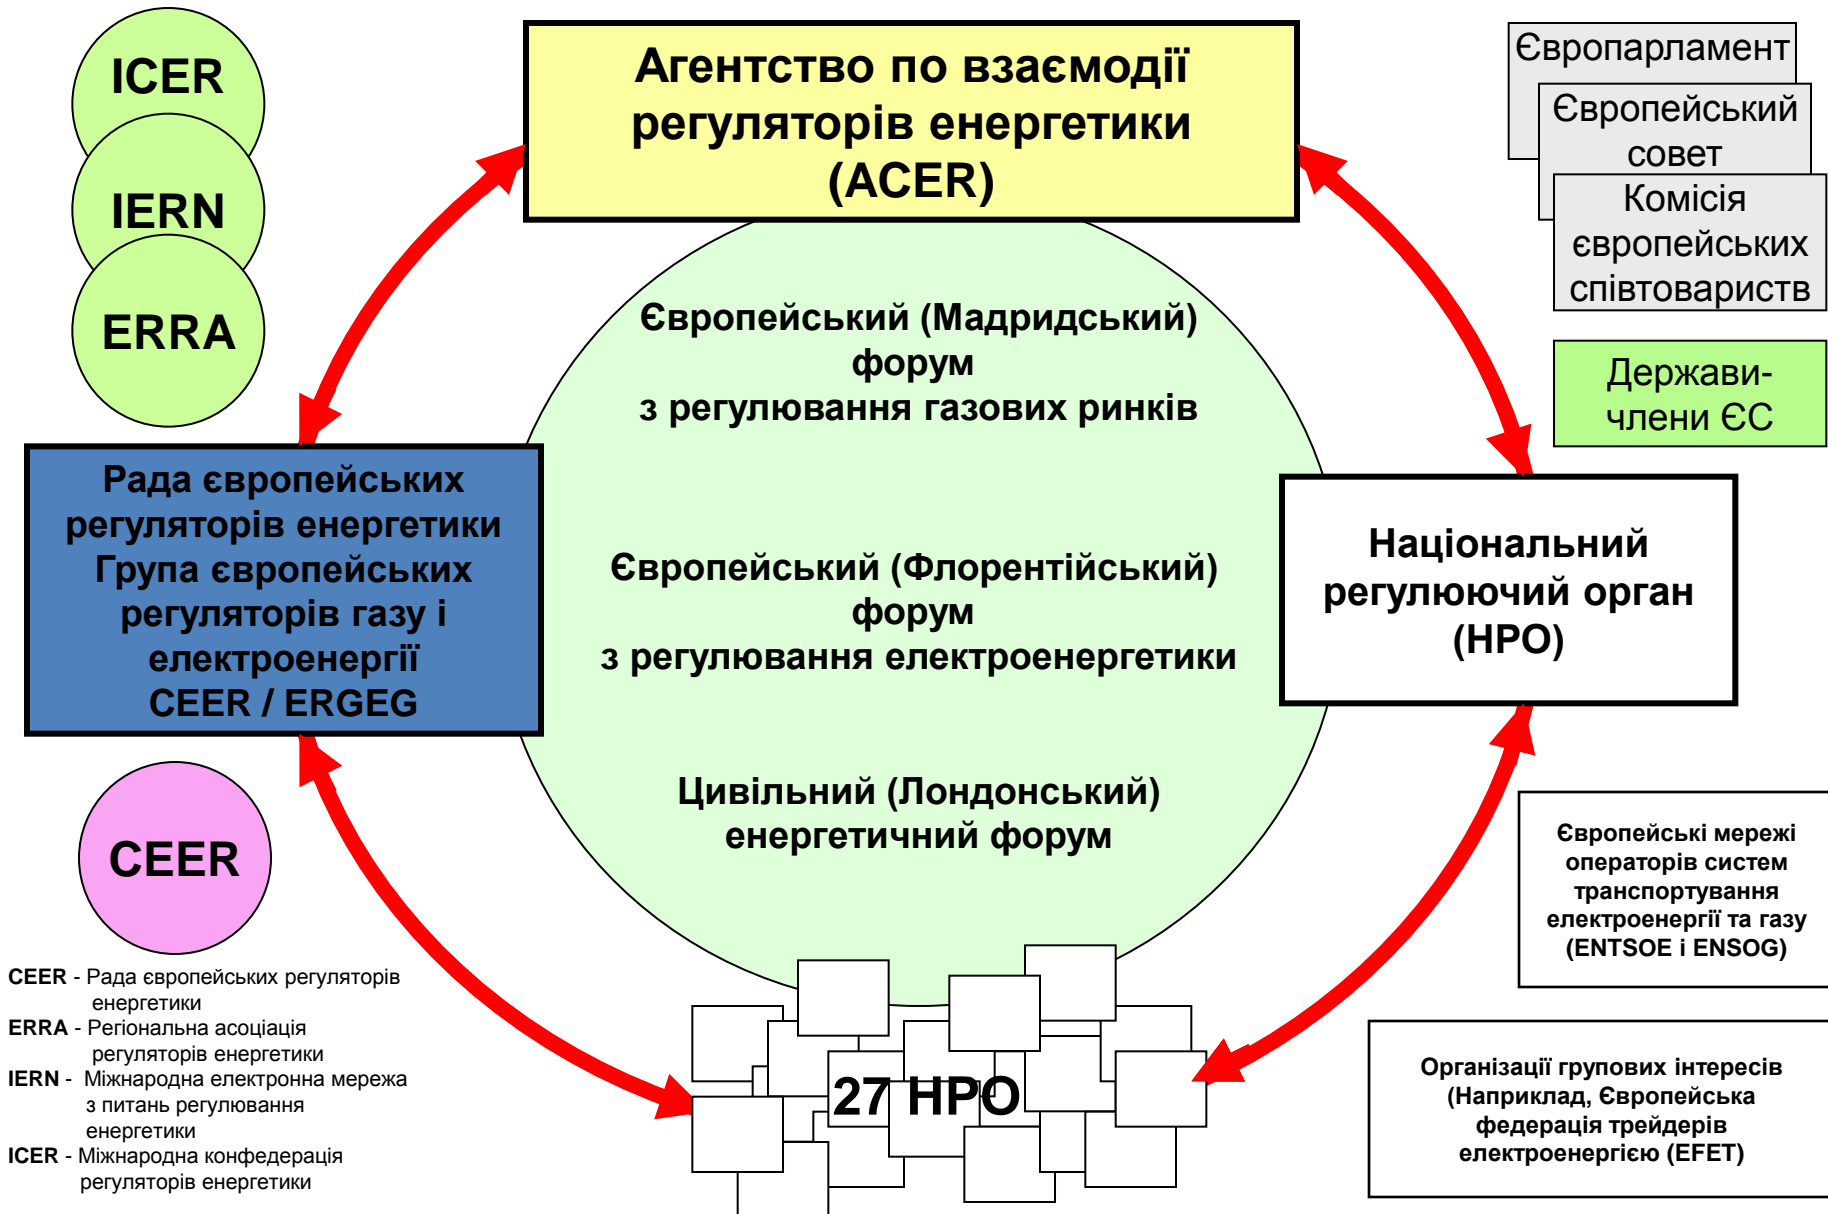 ICER
IERN
ERRA
Агентство по взаємодії
регуляторів енергетики
(ACER)
Європарламент
Європейський
совет
Комісія
європейських
співтовариств
Держави-
члени ЄС
Європейський (Мадридський)
форум
з регулювання газових ринків
Європейський (Флорентійський)
форум
з регулювання електроенергетики
Цивільний (Лондонський)
енергетичний форум
Рада європейських
регуляторів енергетики
Група європейських
регуляторів газу і
електроенергії
CEER / ERGEG
Національний
регулюючий орган
(НРО)
CEER
CEER - Рада європейських регуляторів
енергетики
ERRA - Регіональна асоціація
регуляторів енергетики
IERN - Міжнародна електронна мережа
з питань регулювання
енергетики
ICER - Міжнародна конфедерація
регуляторів енергетики
27 НРО
Європейські мережі
операторів систем
транспортування
електроенергії та газу
(ENTSOE і ENSOG)
Організації групових інтересів
(Наприклад, Європейська
федерація трейдерів
електроенергією (EFET)